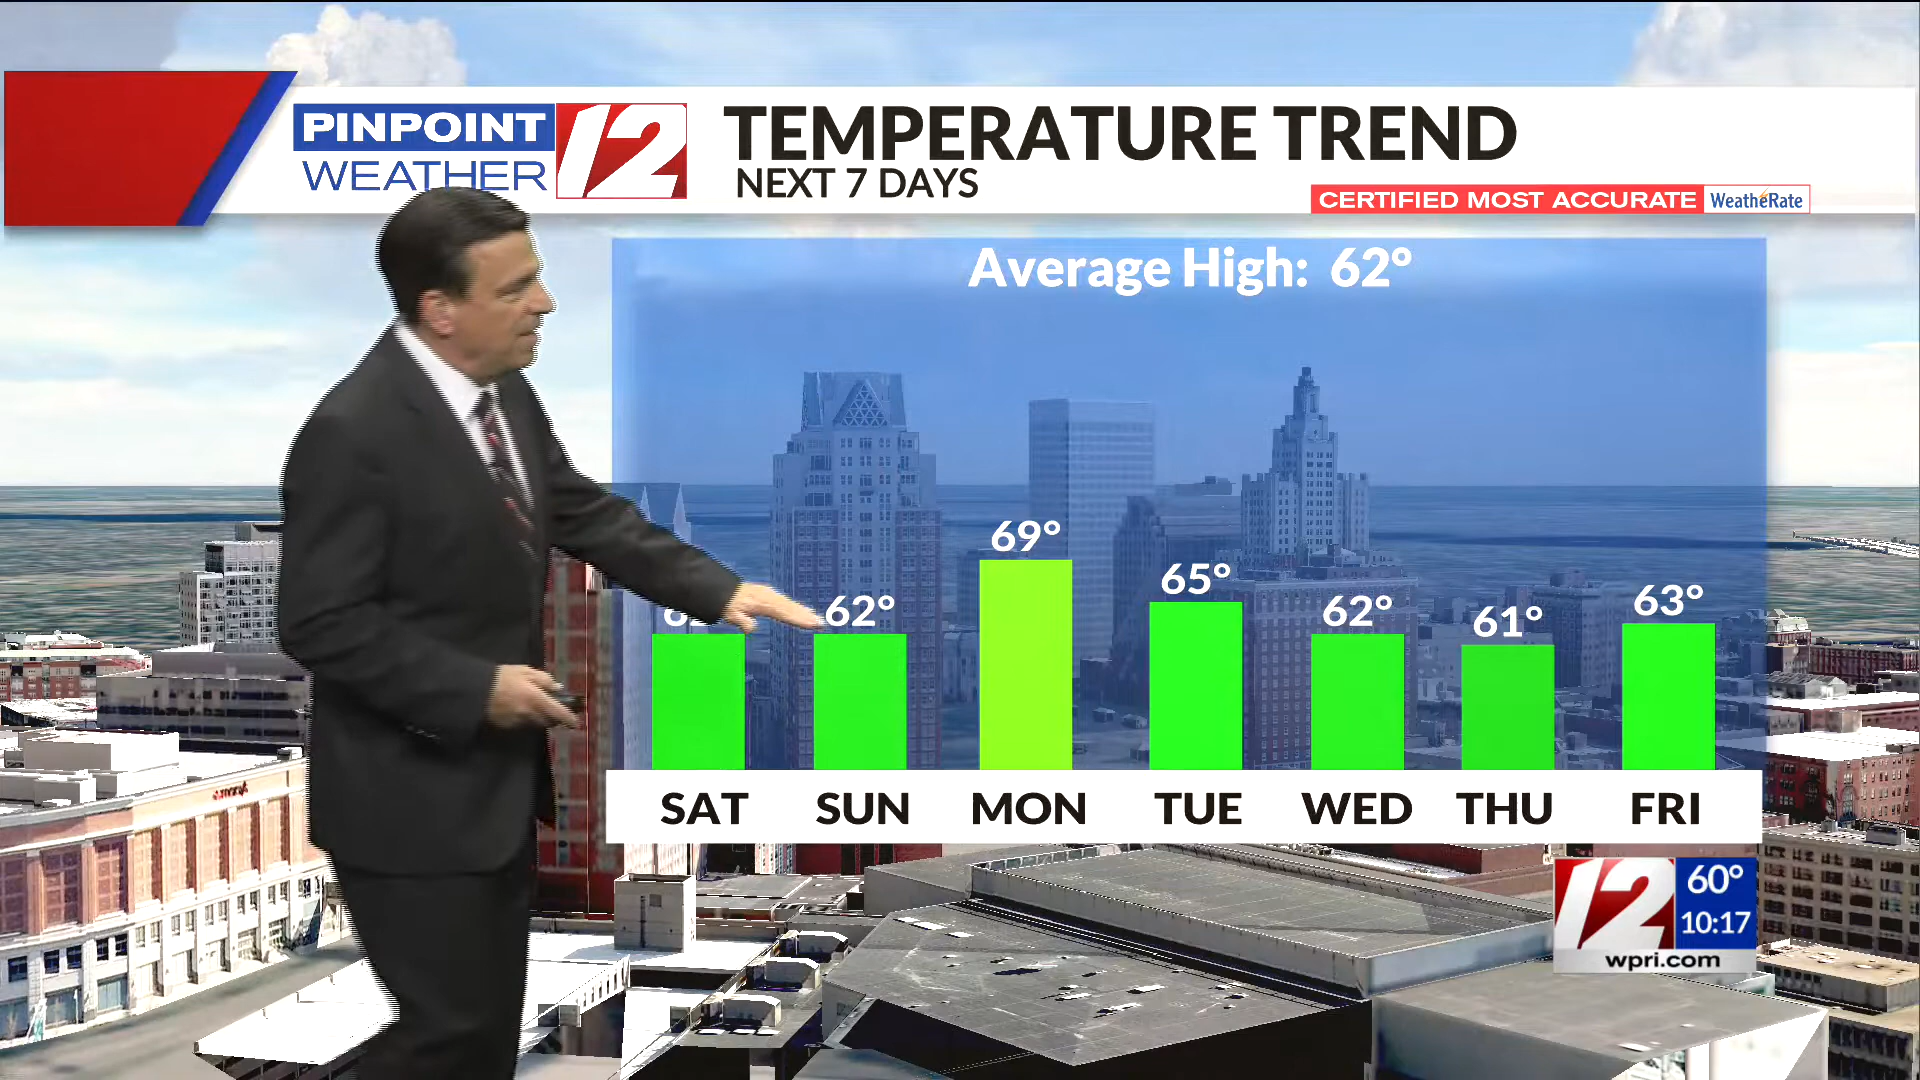 PINPOINT
WEATHER
12
TEMPERATURE TREND
NEXT 7 DAYS
CERTIFIED MOST ACCURATE WeatheRate
Average High: 62°
62° 69° 65° 62° 61° 63°
SAT SUN MON TUE WED THU FRI
12
60°
10:17
wpri.com